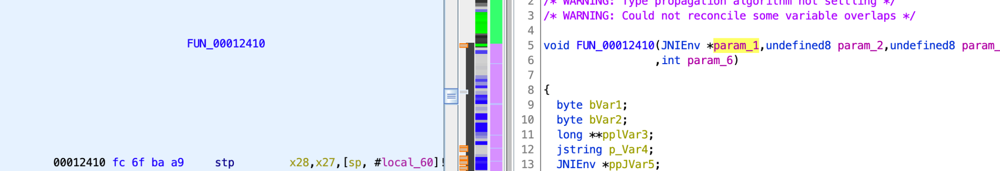 FUN_00012410
00012410 fc 6f ba a9 stp x28,x27,[sp, #local_60]!
2 /* WARNING: Type propagation algorithm not settling */
3 /* WARNING: Could not reconcile some variable overlaps */
4
5 void FUN_00012410(JNIEnv *param_1,undefined8 param_2,undefined8 param_
6 ,int param_6)
7
8 {
9 byte bVar1;
10 byte bVar2;
11 long **pplVar3;
12 jstring p_Var4;
13 JNIEnv *ppJVar5;